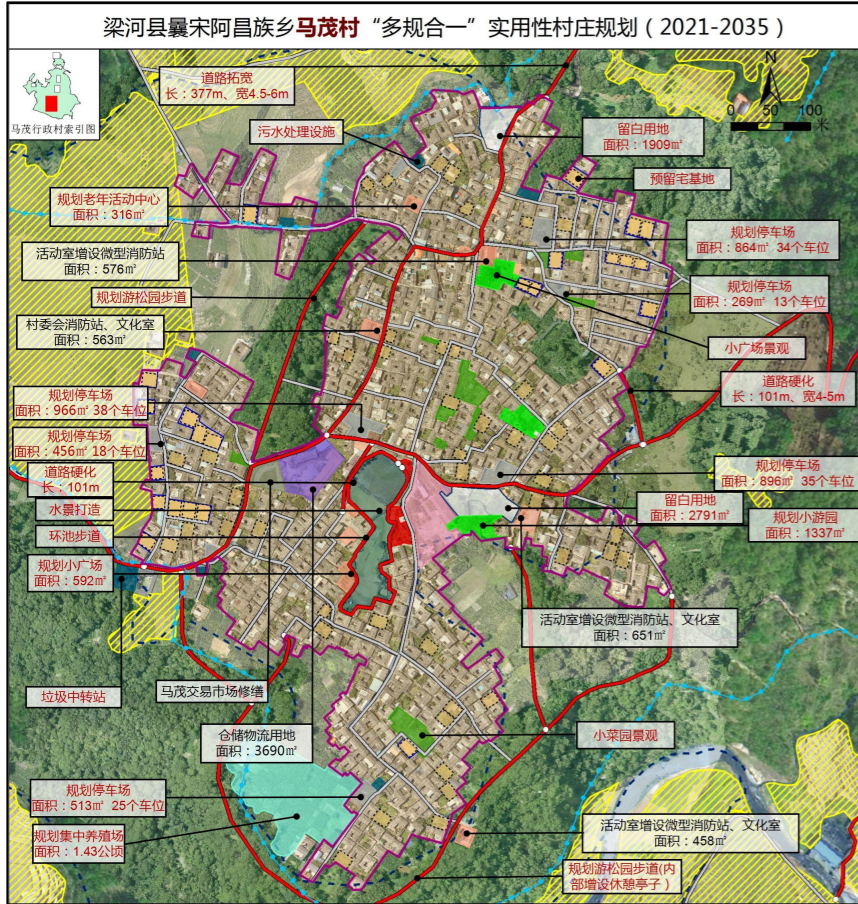 梁河县曩宋阿昌族乡马茂村“多规合一”实用性村庄规划（2021-2035）
马茂行政村索引图
N
0 50 100
米
道路拓宽
长：377m、宽4.5-6m
污水处理设施
留白用地
面积：1909㎡
预留宅基地
规划老年活动中心
面积：316㎡
规划停车场
面积：864㎡ 34个车位
活动室增设微型消防站
面积：576㎡
规划停车场
面积：269㎡ 13个车位
规划游松园步道
村委会消防站、文化室
面积：563㎡
小广场景观
道路硬化
长：101m、宽4-5m
规划停车场
面积：966㎡ 38个车位
规划停车场
面积：456㎡ 18个车位
规划停车场
面积：896㎡ 35个车位
道路硬化
长：101m
留白用地
面积：2791㎡
水景打造
规划小游园
面积：1337㎡
环池步道
规划小广场
面积：592㎡
活动室增设微型消防站、文化室
面积：651㎡
垃圾中转站
马茂交易市场修缮
仓储物流用地
面积：3690㎡
小菜园景观
规划停车场
面积：513㎡ 25个车位
规划集中养殖场
面积：1.43公顷
活动室增设微型消防站、文化室
面积：458㎡
规划游松园步道(内
部增设休憩亭子）